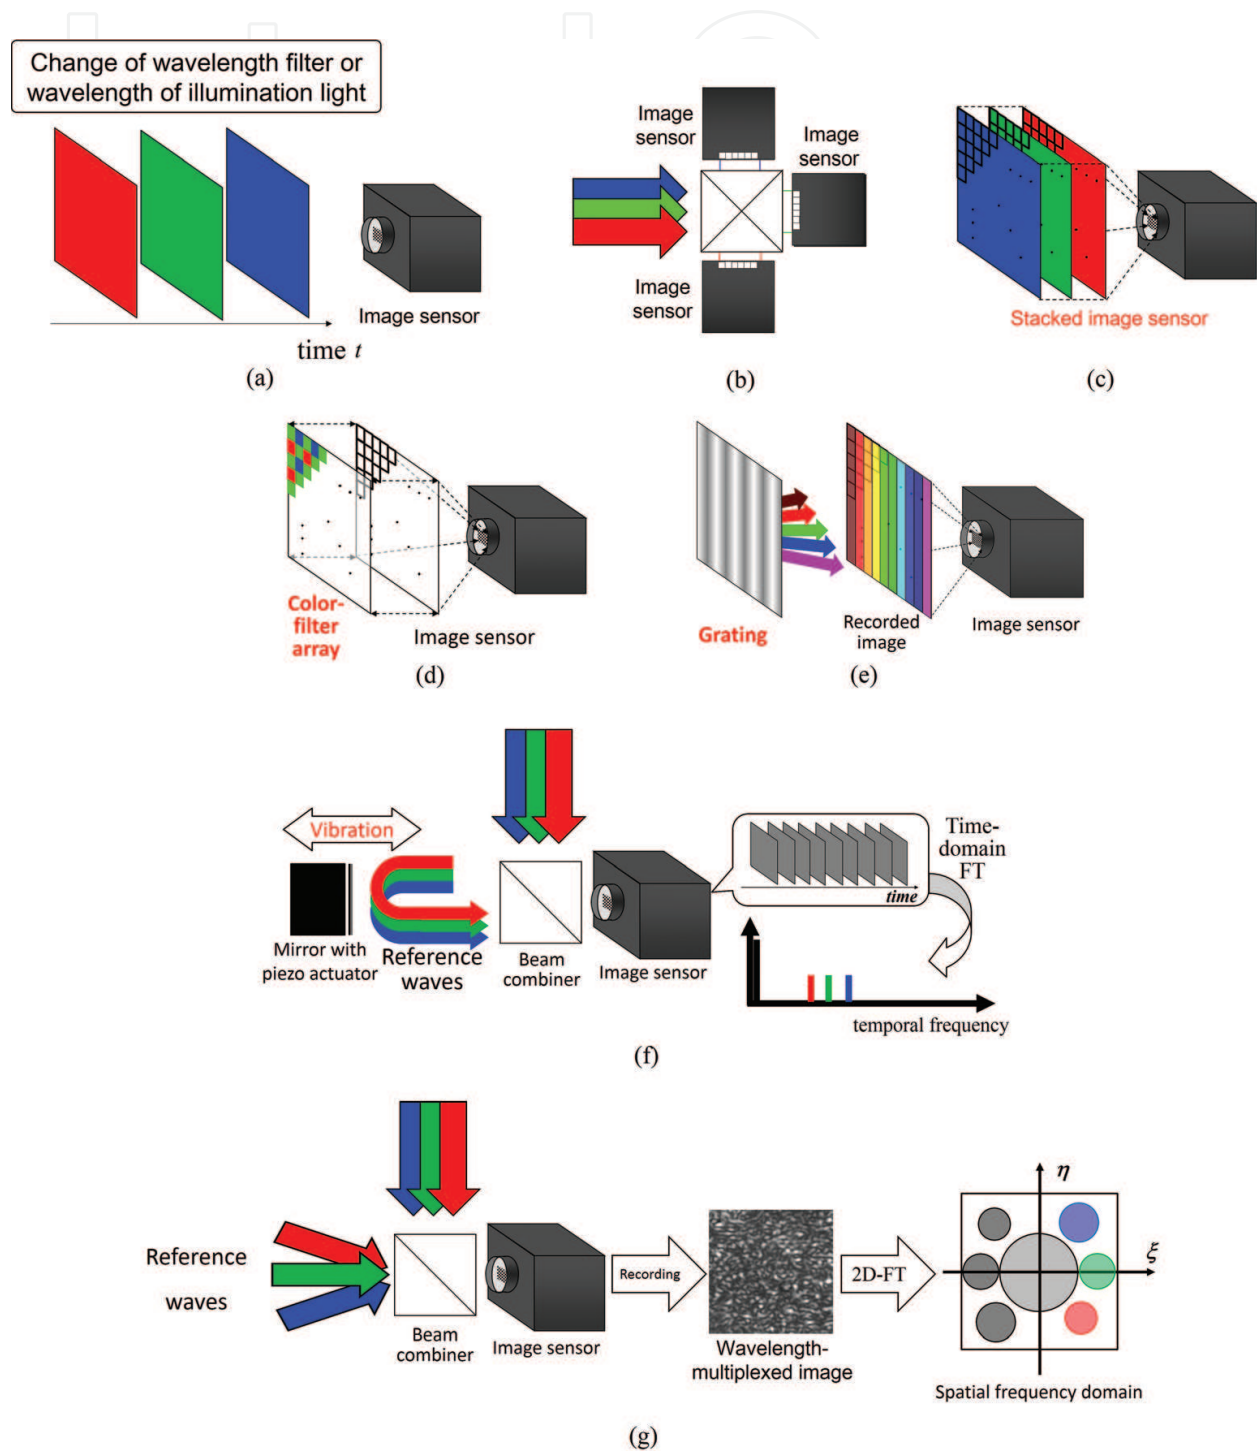 Change of wavelength filter or
wavelength of illumination light
Image sensor
time t
(a)
Image
sensor
Image
sensor
Image
sensor
(b)
Stacked image sensor
(c)
Color-
filter
array
Image sensor
(d)
Grating
Recorded
image
Image sensor
(e)
Vibration
Mirror with
piezo actuator
Reference
waves
Beam
combiner
Image sensor
time
Time-
domain
FT
temporal frequency
(f)
Reference
waves
Beam
combiner
Image sensor
Recording
Wavelength-
multiplexed image
2D-FT
η
ξ
Spatial frequency domain
(g)